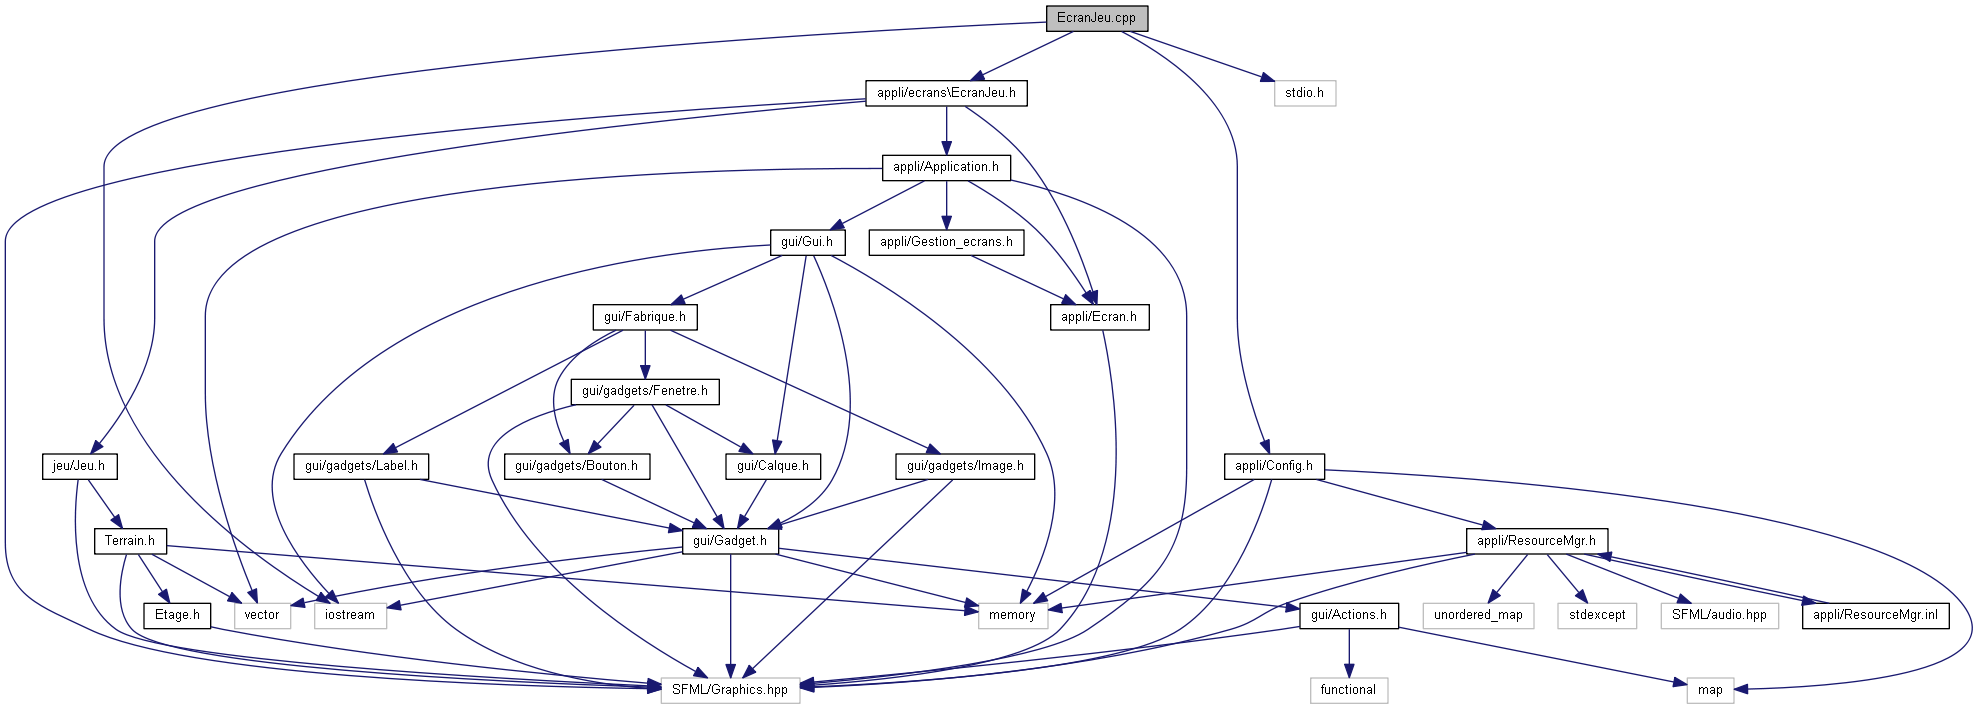 EcranJeu.cpp
appli/ecrans\EcranJeu.h
stdio.h
appli/Application.h
gui/Gui.h
appli/Gestion_ecrans.h
gui/Fabrique.h
appli/Ecran.h
gui/gadgets/Fenetre.h
jeu/Jeu.h
gui/gadgets/Label.h
gui/gadgets/Bouton.h
gui/Calque.h
gui/gadgets/Image.h
appli/Config.h
Terrain.h
gui/Gadget.h
appli/ResourceMgr.h
Etage.h
vector
iostream
memory
gui/Actions.h
unordered_map
stdexcept
SFML/audio.hpp
appli/ResourceMgr.inl
SFML/Graphics.hpp
functional
map